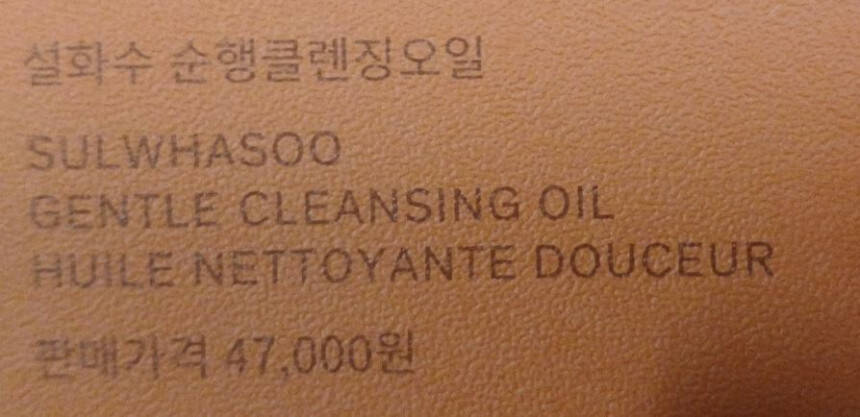 설화수 순행클렌징오일
SULWHASOO
GENTLE CLEANSING OIL
HUILE NETTOYANTE DOUCEUR
판매가격 47,000원